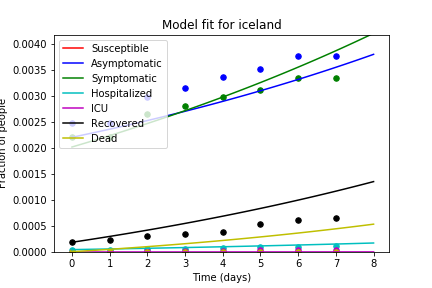 Model fit for iceland
Fraction of people
0.0040
0.0035
0.0030
0.0025
0.0020
0.0015
0.0010
0.0005
0.0000
Susceptible
Asymptomatic
Symptomatic
Hospitalized
ICU
Recovered
Dead
0 1 2 3 4 5 6 7 8
Time (days)